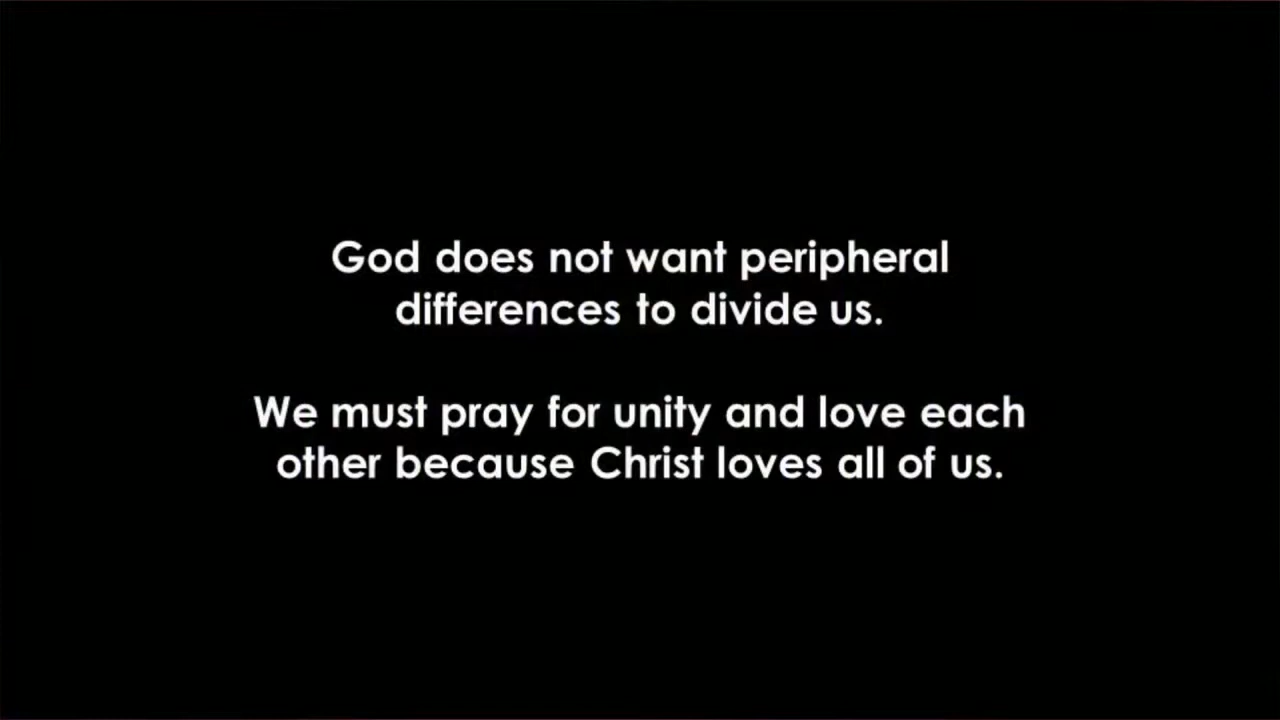 God does not want peripheral
differences to divide us.
We must pray for unity and love each
other because Christ loves all of us.